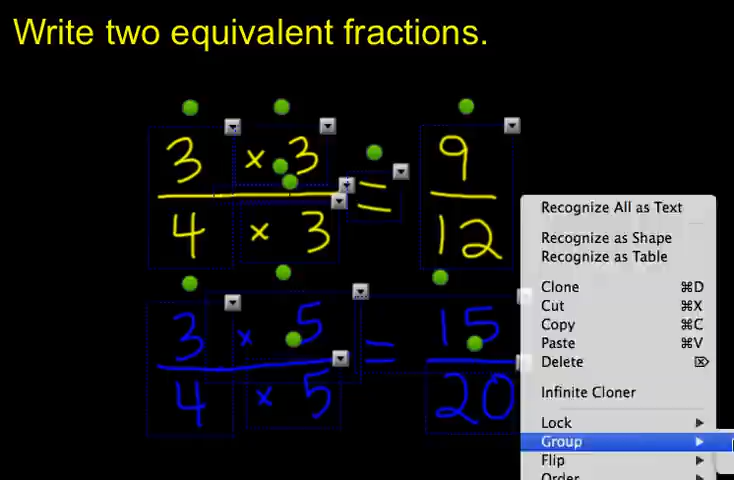 Write two equivalent fractions.
3 × 3 = 9
4 × 3 12
3 × 5 = 15
4 × 5 20
Recognize All as Text
Recognize as Shape
Recognize as Table
Clone ⌘D
Cut ⌘X
Copy ⌘C
Paste ⌘V
Delete ⌦
Infinite Cloner
Lock
Group
Flip
Order